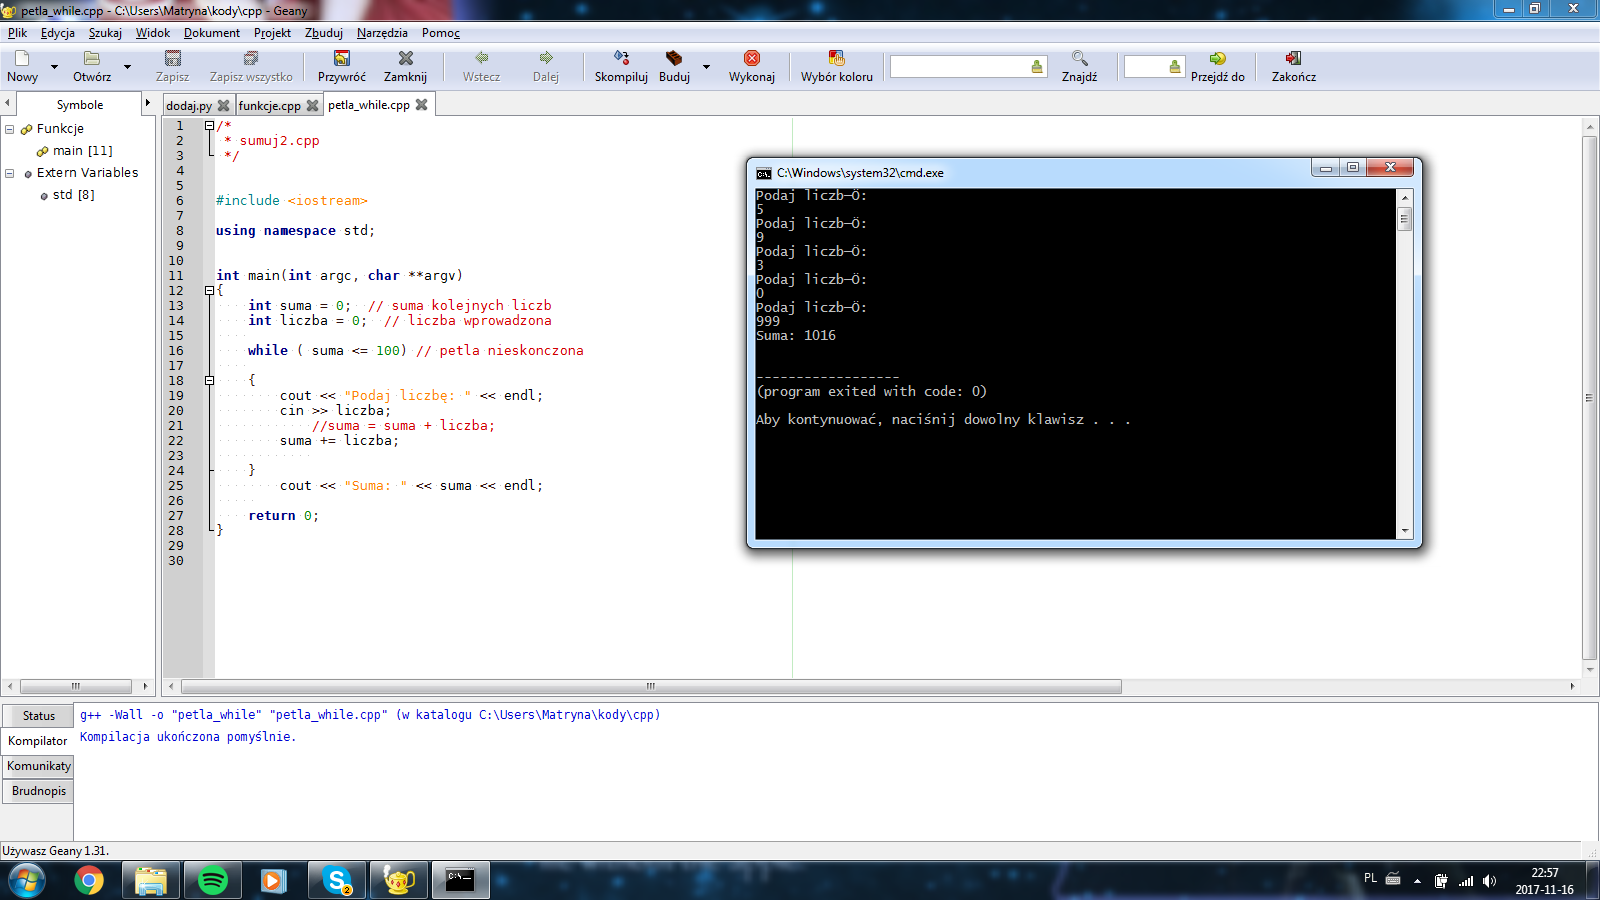 petla_while.cpp - C:\Users\Matryna\kody\cpp - Geany
Plik Edycja Szukaj Widok Dokument Projekt Zbuduj Narzędzia Pomoc
Nowy Otwórz Zapisz Zapisz wszystko Przywróć Zamknij Wstecz Dalej Skompiluj Buduj Wykonaj Wybór koloru Znajdź Przejdź do Zakończ
Symbole
dodaj.py funkcje.cpp petla_while.cpp
Funkcje
main [11]
Extern Variables
std [8]
1 /*
2 * sumuj2.cpp
3 */
4
5
6 #include <iostream>
7
8 using namespace std;
9
10
11 int main(int argc, char **argv)
12 {
13 int suma = 0; // suma kolejnych liczb
14 int liczba = 0; // liczba wprowadzona
15
16 while ( suma <= 100) // petla nieskonczona
17
18 {
19 cout << "Podaj liczbę: " << endl;
20 cin >> liczba;
21 //suma = suma + liczba;
22 suma += liczba;
23
24 }
25 cout << "Suma: " << suma << endl;
26
27 return 0;
28 }
29
30
C:\Windows\system32\cmd.exe
Podaj liczb─Ö:
5
Podaj liczb─Ö:
9
Podaj liczb─Ö:
3
Podaj liczb─Ö:
0
Podaj liczb─Ö:
999
Suma: 1016
------------------
(program exited with code: 0)
Aby kontynuować, naciśnij dowolny klawisz . . .
Status
Kompilator
Komunikaty
Brudnopis
g++ -Wall -o "petla_while" "petla_while.cpp" (w katalogu C:\Users\Matryna\kody\cpp)
Kompilacja ukończona pomyślnie.
Używasz Geany 1.31.
2
PL
22:57
2017-11-16